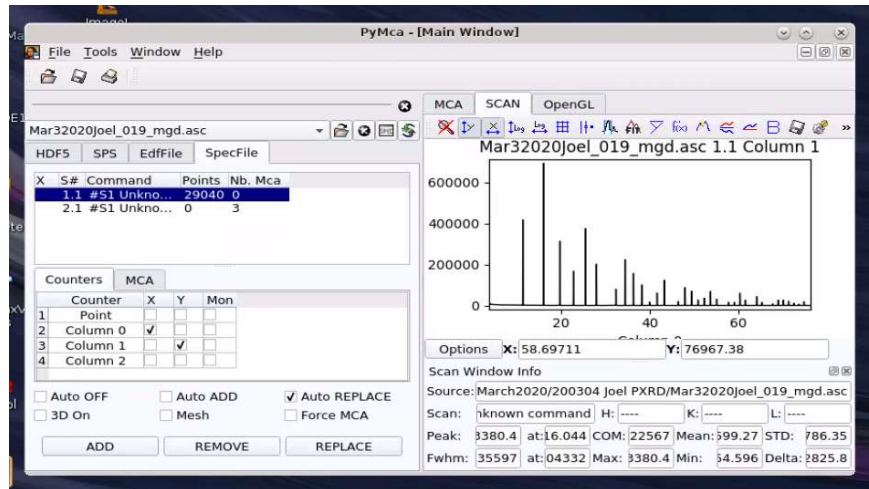 PyMca - [Main Window]
File Tools Window Help
Mar32020Joel_019_mgd.asc
HDF5 SPS EdfFile SpecFile
X S# Command Points Nb. Mca
1.1 #S1 Unkno... 29040 0
2.1 #S1 Unkno... 0 3
Counters MCA
Counter X Y Mon
1 Point
2 Column 0
3 Column 1
4 Column 2
Auto OFF Auto ADD Auto REPLACE
3D On Mesh Force MCA
ADD REMOVE REPLACE
MCA SCAN OpenGL
Mar32020Joel_019_mgd.asc 1.1 Column 1
600000
400000
200000
0
20 40 60
Options X: 58.69711 Y: 76967.38
Scan Window Info
Source: March2020/200304 Joel PXRD/Mar32020Joel_019_mgd.asc
Scan: nknown command H: ---- K: ---- L: ----
Peak: 3380.4 at: 16.044 COM: 22567 Mean: 599.27 STD: 786.35
Fwhm: 35597 at: 04332 Max: 3380.4 Min: 54.596 Delta: 2825.8